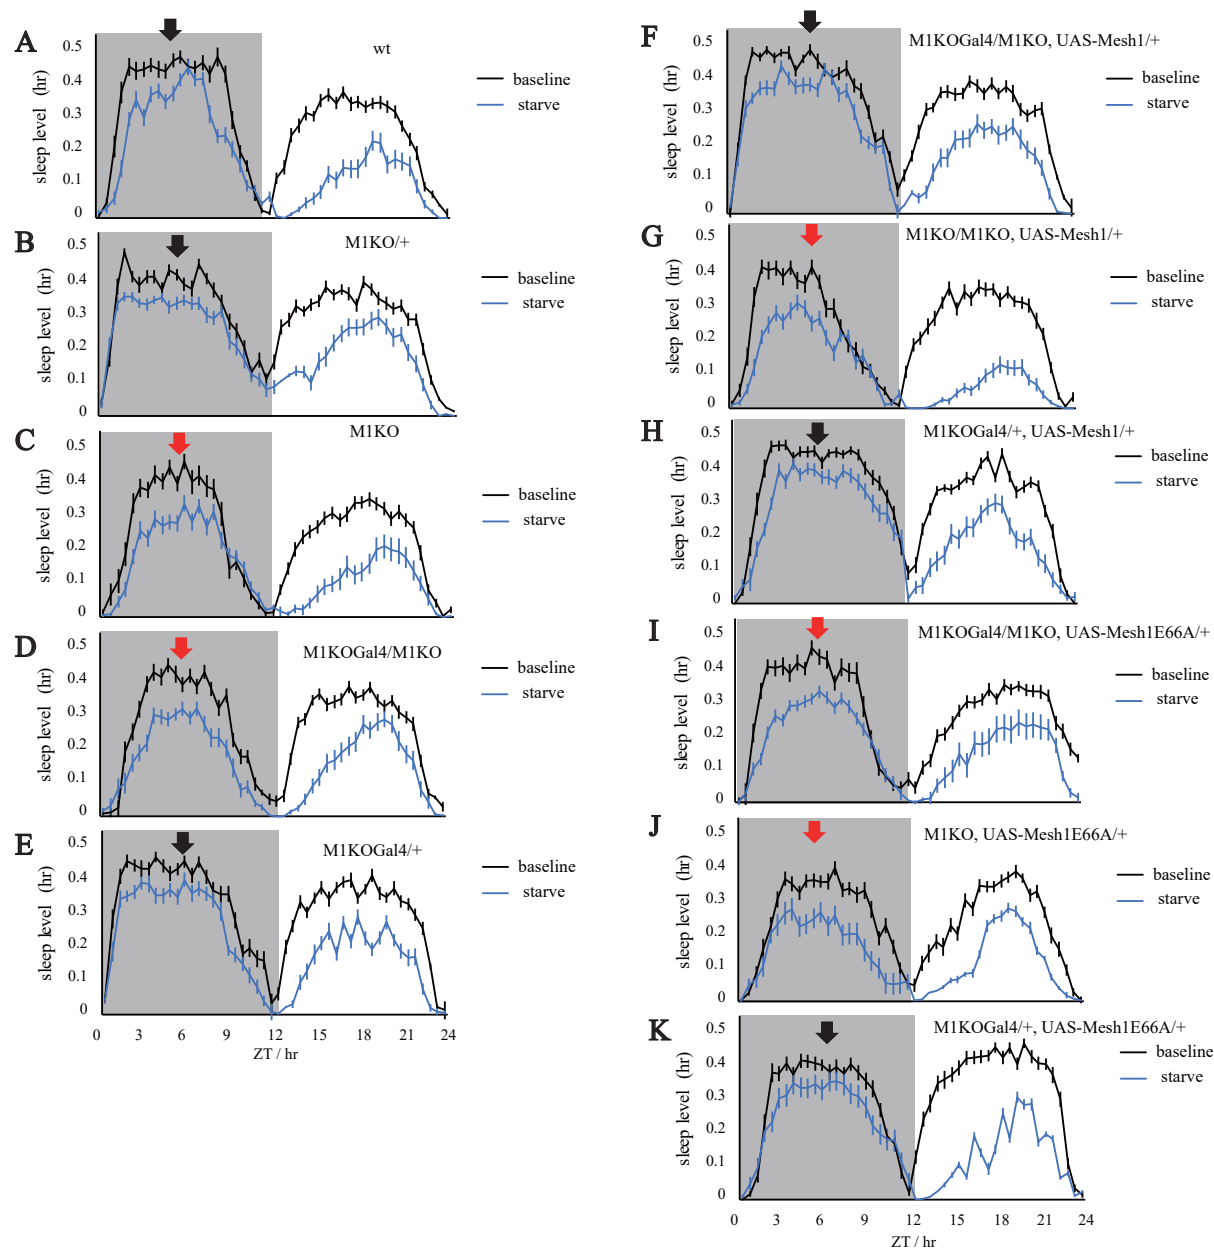 A
wt
0.5
0.4
0.3
0.2
0.1
0
sleep level (hr)
baseline
starve
B
M1KO/+
0.5
0.4
0.3
0.2
0.1
0
sleep level (hr)
baseline
starve
C
M1KO
0.5
0.4
0.3
0.2
0.1
0
sleep level (hr)
baseline
starve
D
M1KOGal4/M1KO
0.5
0.4
0.3
0.2
0.1
0
sleep level (hr)
baseline
starve
E
M1KOGal4/+
0.5
0.4
0.3
0.2
0.1
0
sleep level (hr)
baseline
starve
0 3 6 9 12 15 18 21 24
ZT / hr
F
M1KOGal4/M1KO, UAS-Mesh1/+
0.5
0.4
0.3
0.2
0.1
0
sleep level (hr)
baseline
starve
G
M1KO/M1KO, UAS-Mesh1/+
0.5
0.4
0.3
0.2
0.1
0
sleep level (hr)
baseline
starve
H
M1KOGal4/+, UAS-Mesh1/+
0.5
0.4
0.3
0.2
0.1
0
sleep level (hr)
baseline
starve
I
M1KOGal4/M1KO, UAS-Mesh1E66A/+
0.5
0.4
0.3
0.2
0.1
0
sleep level (hr)
baseline
starve
J
M1KO, UAS-Mesh1E66A/+
0.5
0.4
0.3
0.2
0.1
0
sleep level (hr)
baseline
starve
K
M1KOGal4/+, UAS-Mesh1E66A/+
0.5
0.4
0.3
0.2
0.1
0
sleep level (hr)
baseline
starve
0 3 6 9 12 15 18 21 24
ZT / hr